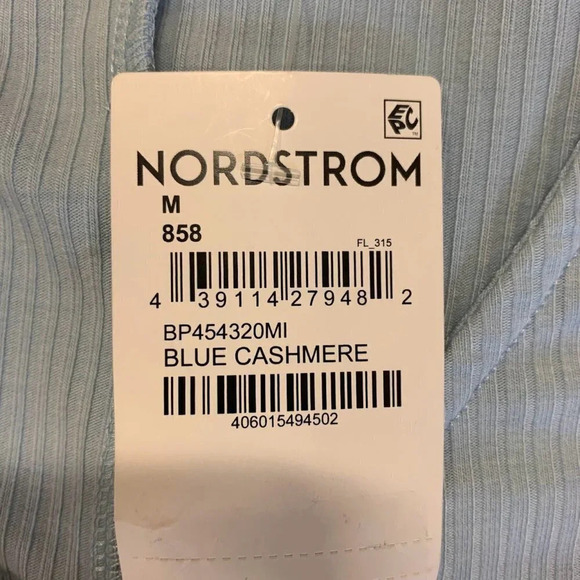 EPC
NORDSTROM
M
858
FL_315
4 39114 27948 2
BP454320MI
BLUE CASHMERE
406015494502